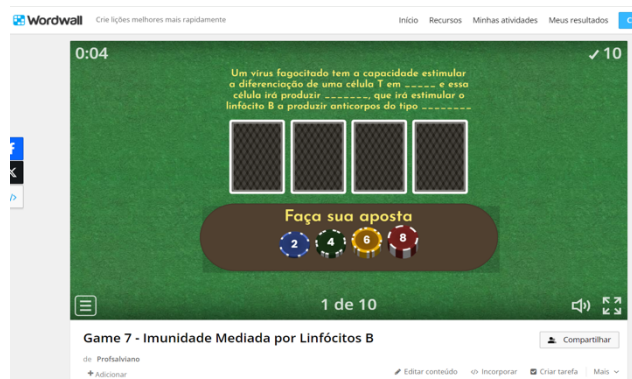 Wordwall Crie lições melhores mais rapidamente
Início Recursos Minhas atividades Meus resultados
0:04
✓ 10
Um vírus fagocitado tem a capacidade estimular
a diferenciação de uma célula T em _____ e essa
célula irá produzir _______, que irá estimular o
linfócito B a produzir anticorpos do tipo ________
Faça sua aposta
2 4 6 8
1 de 10
Game 7 - Imunidade Mediada por Linfócitos B
Compartilhar
de Profsalviano
+ Adicionar
Editar conteúdo </> Incorporar Criar tarefa Mais